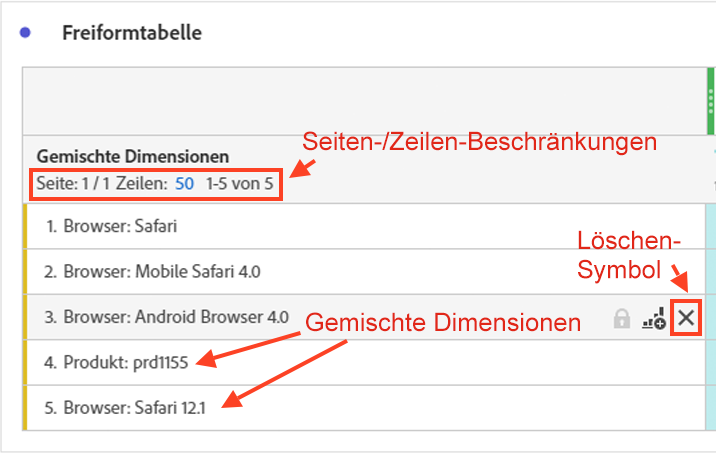 Freiformtabelle
Seiten-/Zeilen-Beschränkungen
Gemischte Dimensionen
Seite: 1 / 1 Zeilen: 50 1-5 von 5
1. Browser: Safari
Löschen-
Symbol
2. Browser: Mobile Safari 4.0
3. Browser: Android Browser 4.0
Gemischte Dimensionen
4. Produkt: prd1155
5. Browser: Safari 12.1